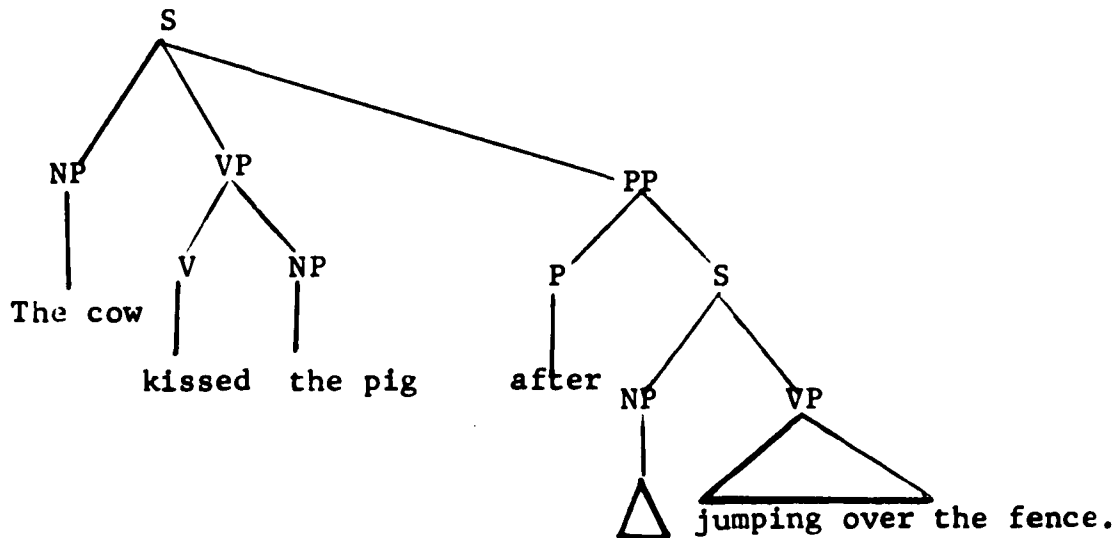 S
NP VP PP
V NP P S
The cow
kissed the pig after NP VP
jumping over the fence.